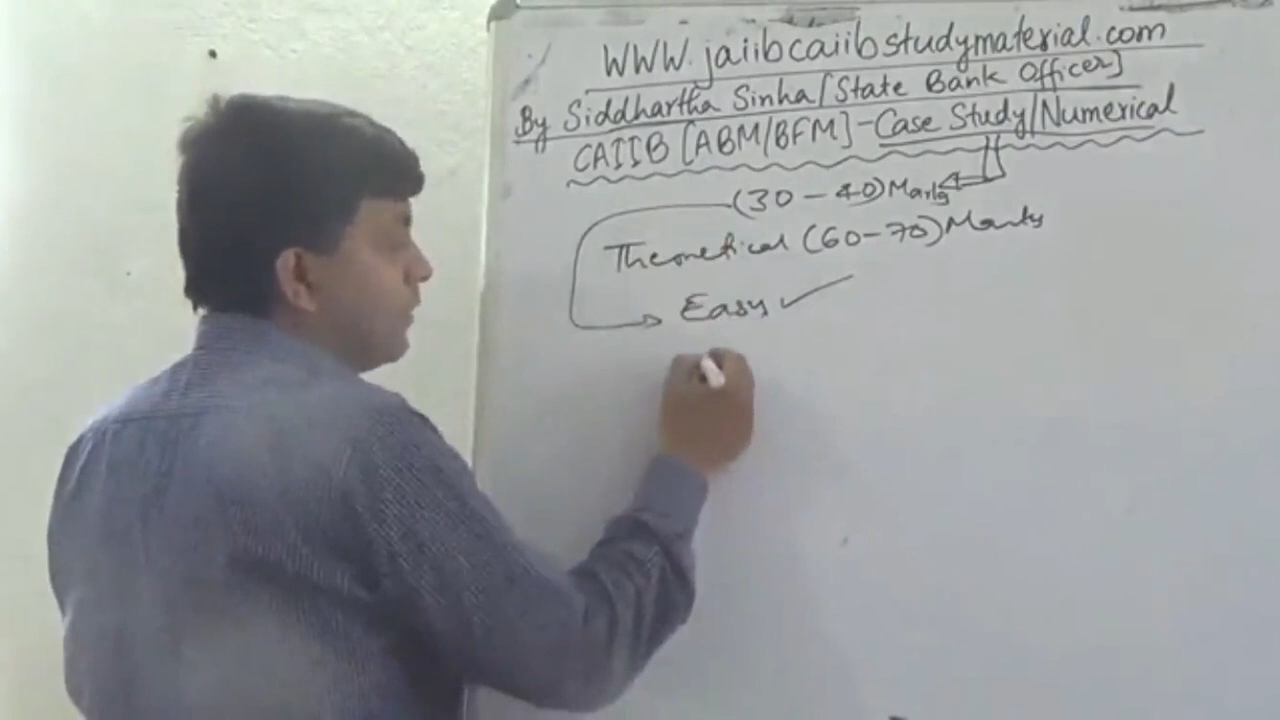 WWW.jaiibcaiibstudymaterial.com
By Siddhartha Sinha [State Bank Officer]
CAIIB [ABM/BFM] - Case Study/Numerical
(30 - 40) Marks
Theoretical (60-70) Marks
Easy ✓